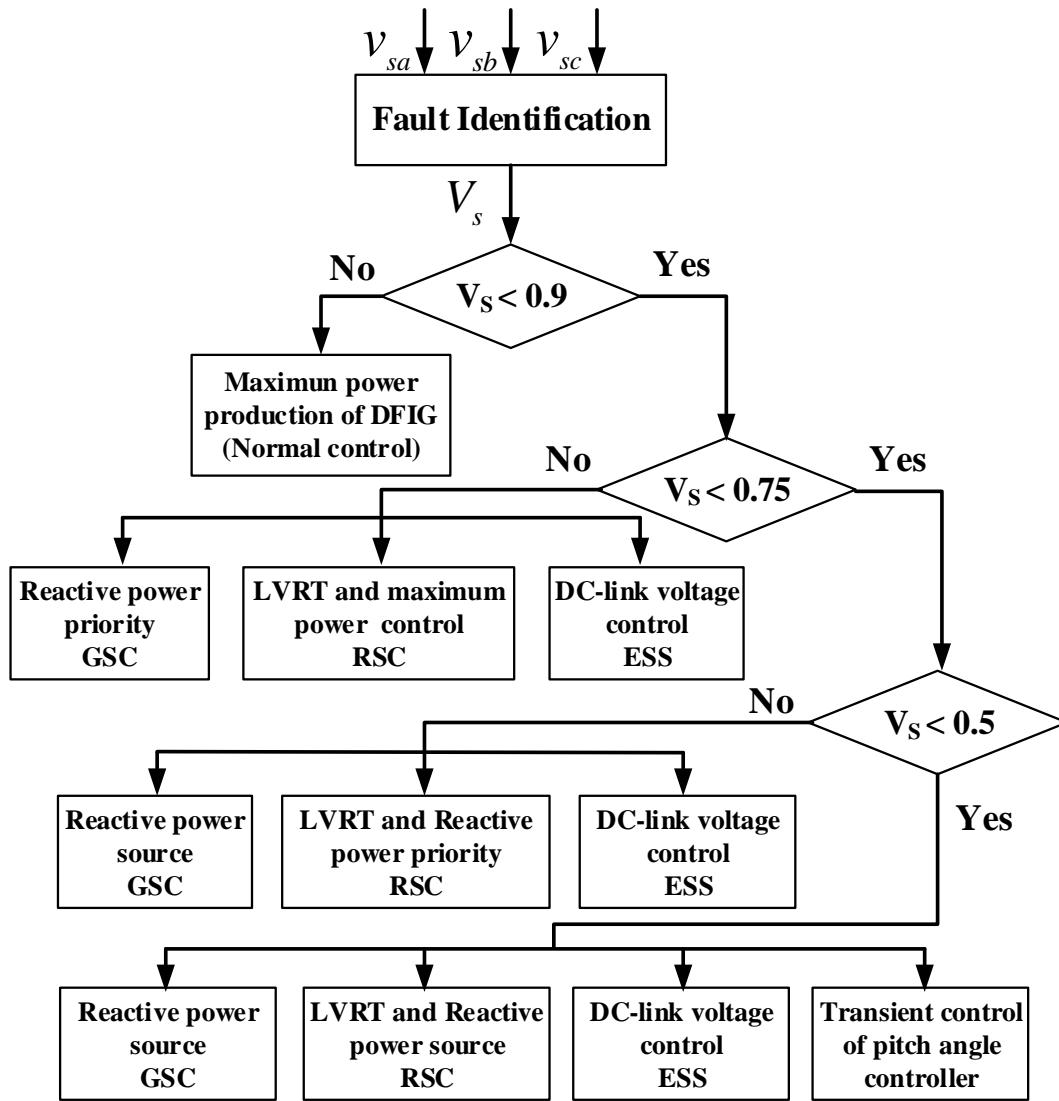 v_sa v_sb v_sc
Fault Identification
V_s
No
Yes
V_S < 0.9
Maximun power
production of DFIG
(Normal control)
No
Yes
V_S < 0.75
Reactive power
priority
GSC
LVRT and maximum
power control
RSC
DC-link voltage
control
ESS
No
V_S < 0.5
Yes
Reactive power
source
GSC
LVRT and Reactive
power priority
RSC
DC-link voltage
control
ESS
Reactive power
source
GSC
LVRT and Reactive
power source
RSC
DC-link voltage
control
ESS
Transient control
of pitch angle
controller